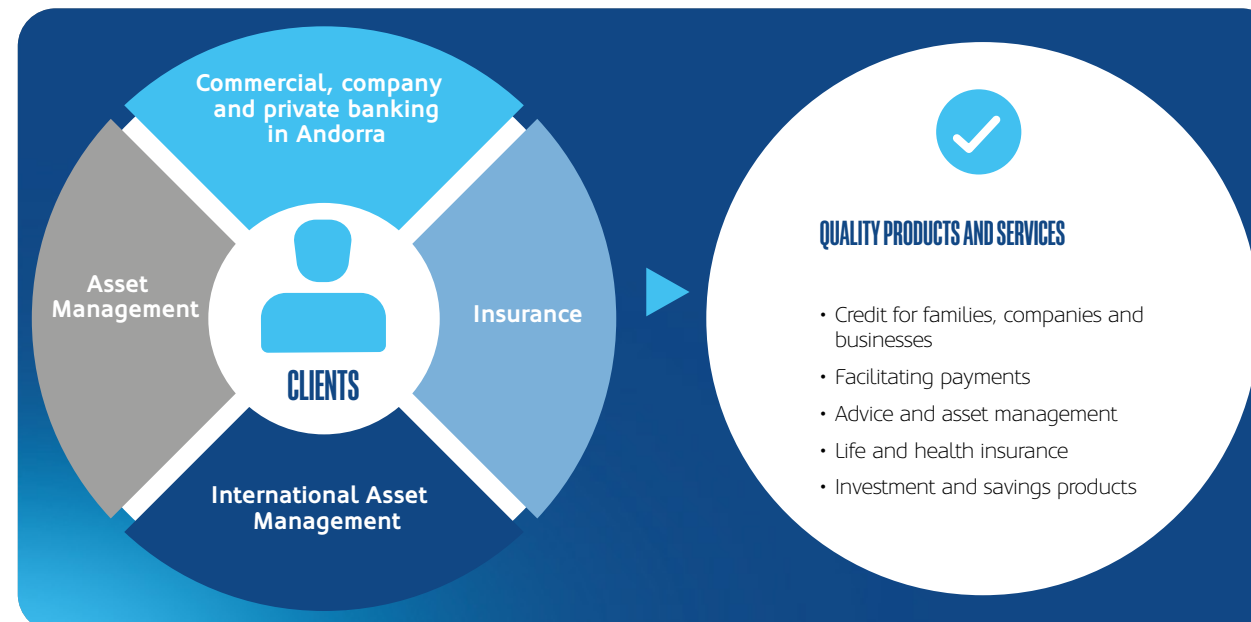 Commercial, company
and private banking
in Andorra
Asset
Management
Insurance
CLIENTS
International Asset
Management
QUALITY PRODUCTS AND SERVICES
• Credit for families, companies and
businesses
• Facilitating payments
• Advice and asset management
• Life and health insurance
• Investment and savings products